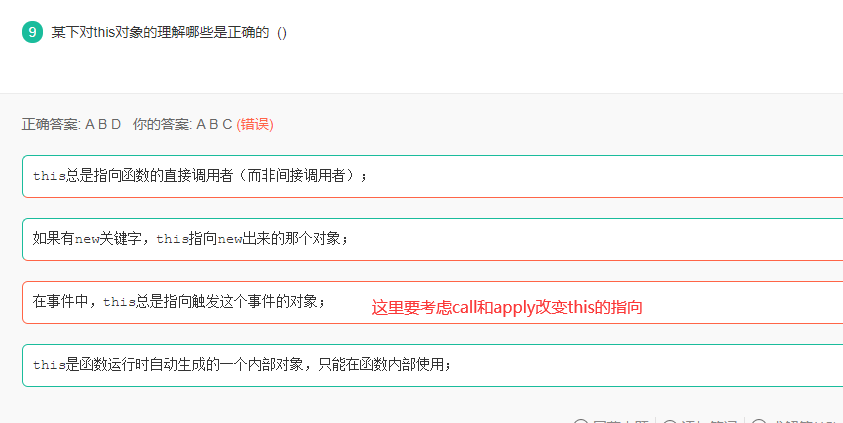 9 某下对this对象的理解哪些是正确的 ()
正确答案: A B D 你的答案: A B C (错误)
this总是指向函数的直接调用者（而非间接调用者）；
如果有new关键字，this指向new出来的那个对象；
在事件中，this总是指向触发这个事件的对象； 这里要考虑call和apply改变this的指向
this是函数运行时自动生成的一个内部对象，只能在函数内部使用；